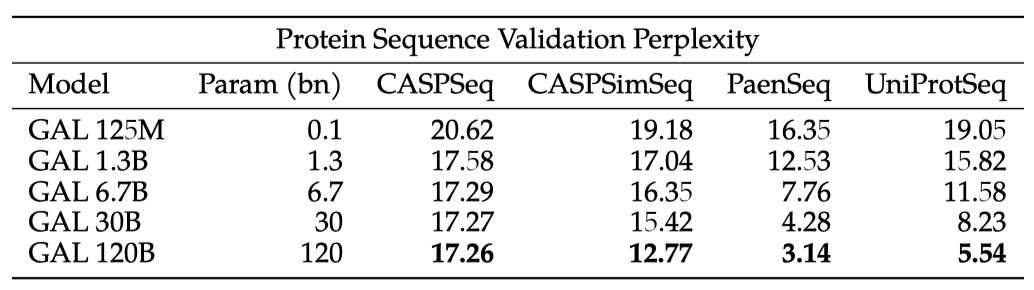 Protein Sequence Validation Perplexity
Model Param (bn) CASPSeq CASPSimSeq PaenSeq UniProtSeq
GAL 125M 0.1 20.62 19.18 16.35 19.05
GAL 1.3B 1.3 17.58 17.04 12.53 15.82
GAL 6.7B 6.7 17.29 16.35 7.76 11.58
GAL 30B 30 17.27 15.42 4.28 8.23
GAL 120B 120 17.26 12.77 3.14 5.54